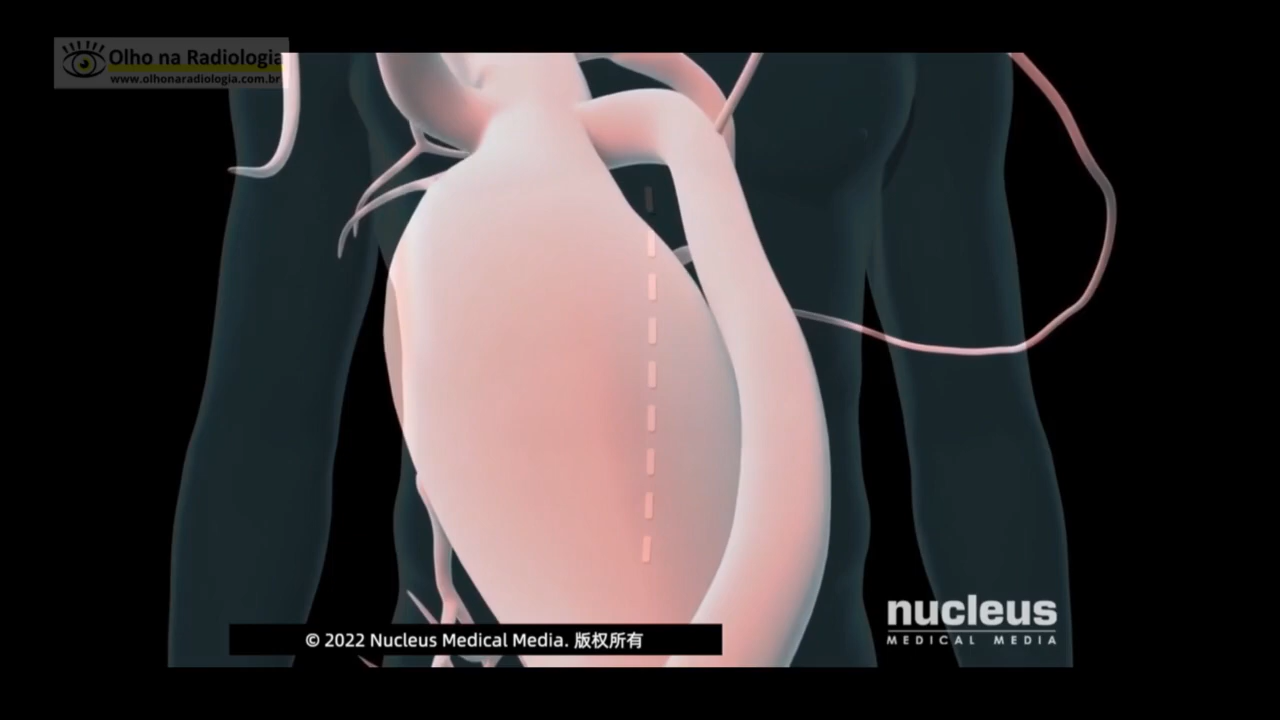 Olho na Radiologia
www.olhonaradiologia.com.br
nucleus
MEDICAL MEDIA
© 2022 Nucleus Medical Media. 版权所有